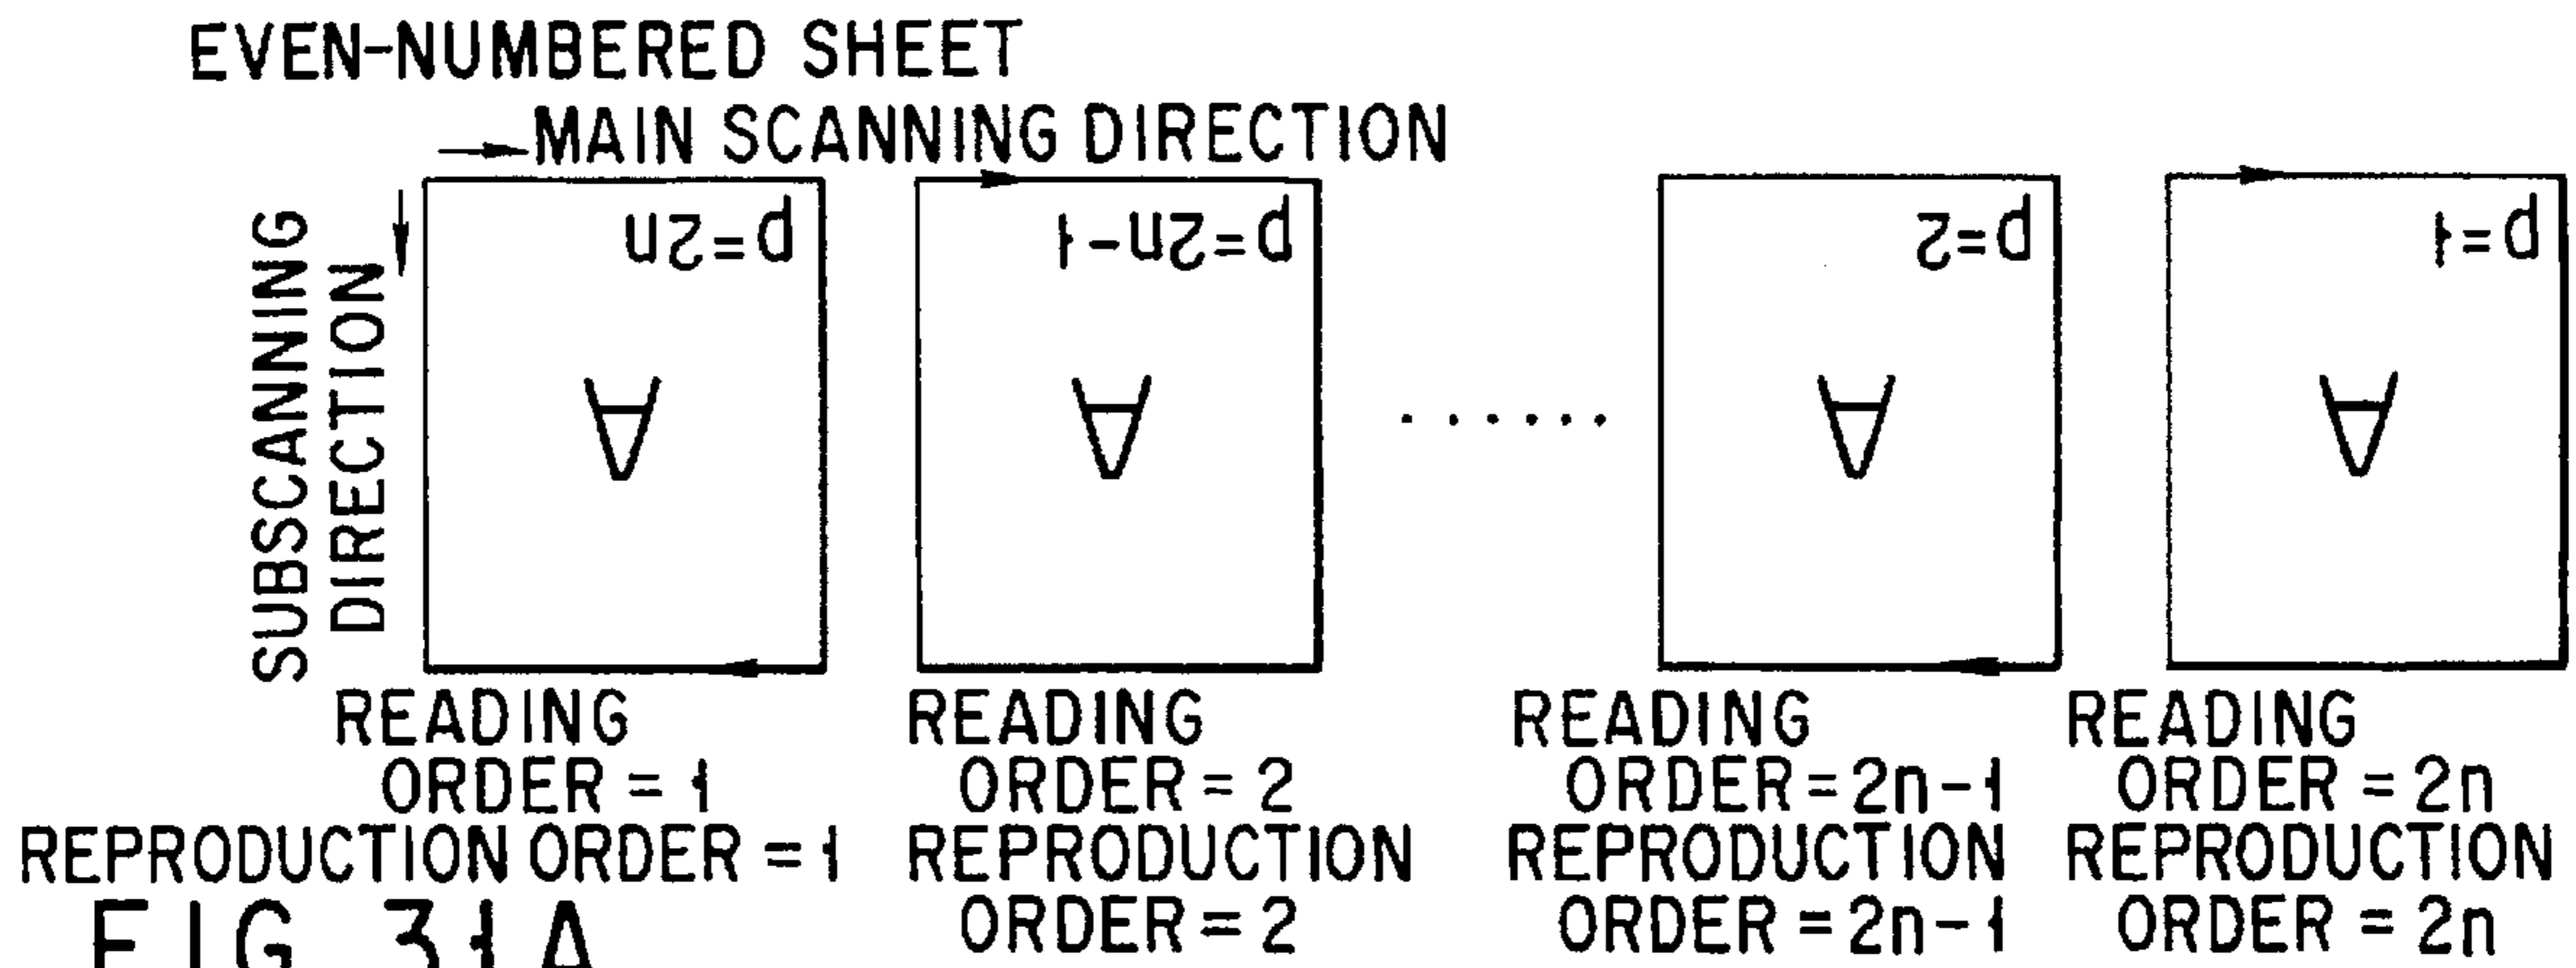 EVEN-NUMBERED SHEET
MAIN SCANNING DIRECTION
SUBSCANNING
DIRECTION
p=2n
p=2n-1
p=2
p=1
A
A
A
A
READING
ORDER = 1
REPRODUCTION ORDER = 1
READING
ORDER = 2
REPRODUCTION
ORDER = 2
READING
ORDER = 2n-1
REPRODUCTION
ORDER = 2n-1
READING
ORDER = 2n
REPRODUCTION
ORDER = 2n
FIG. 31A